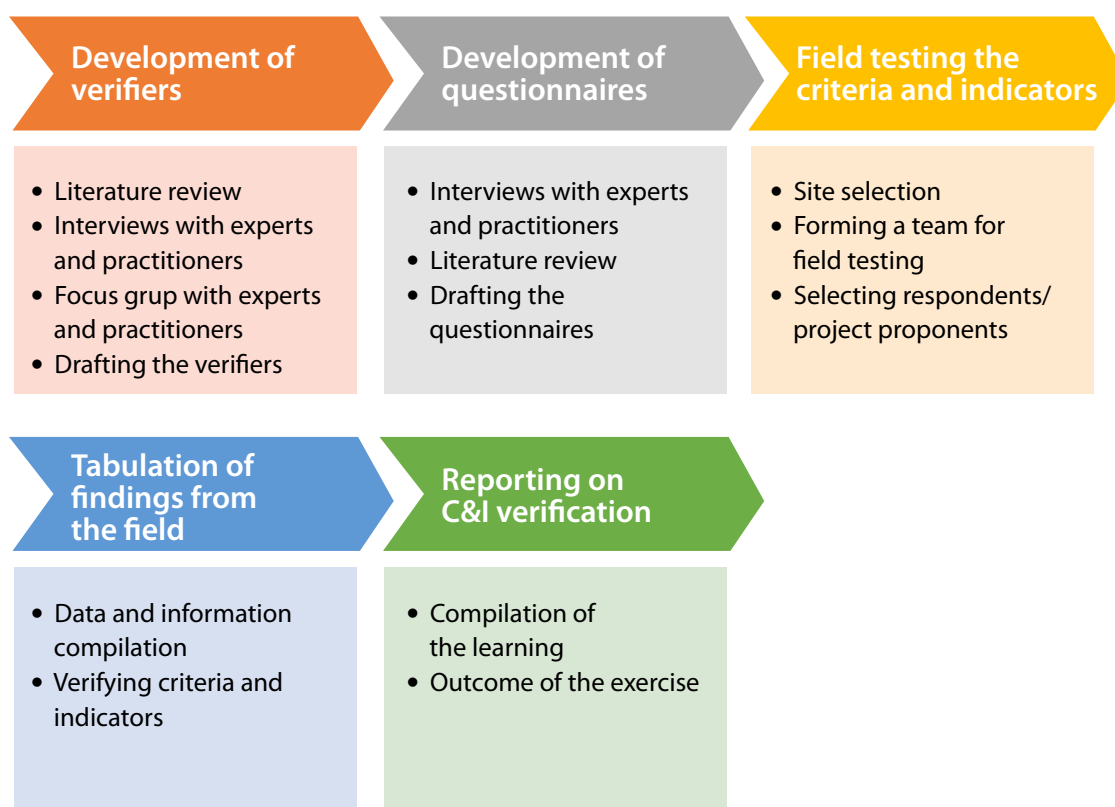 Development of
verifiers
• Literature review
• Interviews with experts
and practitioners
• Focus grup with experts
and practitioners
• Drafting the verifiers
Development of
questionnaires
• Interviews with experts
and practitioners
• Literature review
• Drafting the
questionnaires
Field testing the
criteria and indicators
• Site selection
• Forming a team for
field testing
• Selecting respondents/
project proponents
Tabulation of
findings from
the field
• Data and information
compilation
• Verifying criteria and
indicators
Reporting on
C&I verification
• Compilation of
the learning
• Outcome of the exercise